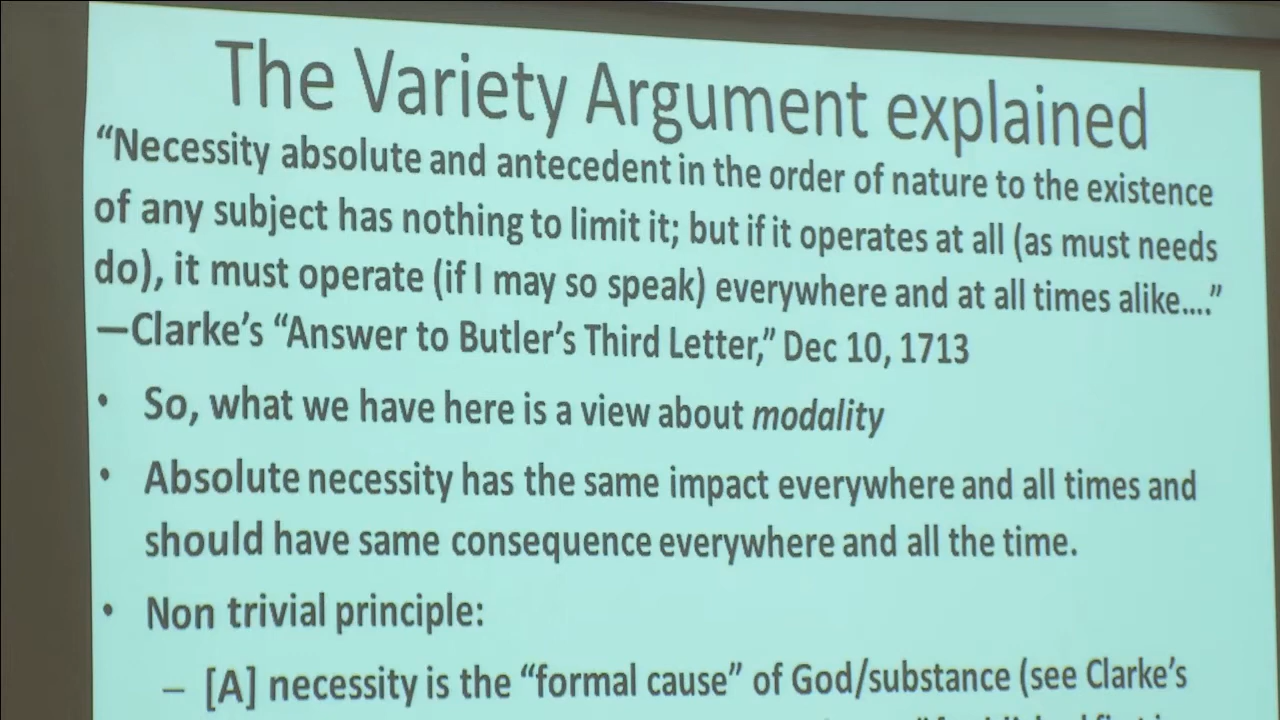 The Variety Argument explained
“Necessity absolute and antecedent in the order of nature to the existence
of any subject has nothing to limit it; but if it operates at all (as must needs
do), it must operate (if I may so speak) everywhere and at all times alike....”
—Clarke’s “Answer to Butler’s Third Letter,” Dec 10, 1713
• So, what we have here is a view about modality
• Absolute necessity has the same impact everywhere and all times and
should have same consequence everywhere and all the time.
• Non trivial principle:
– [A] necessity is the “formal cause” of God/substance (see Clarke’s